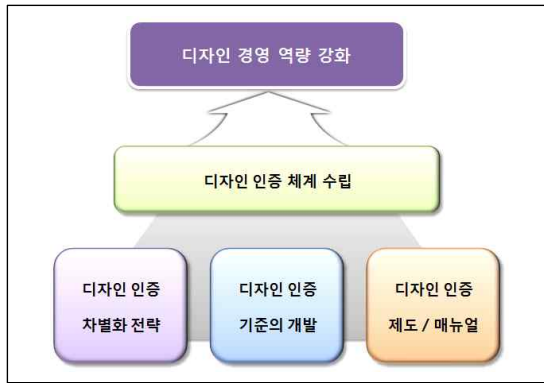 디자인 경영 역량 강화
디자인 인증 체계 수립
디자인 인증
차별화 전략
디자인 인증
기준의 개발
디자인 인증
제도 / 매뉴얼